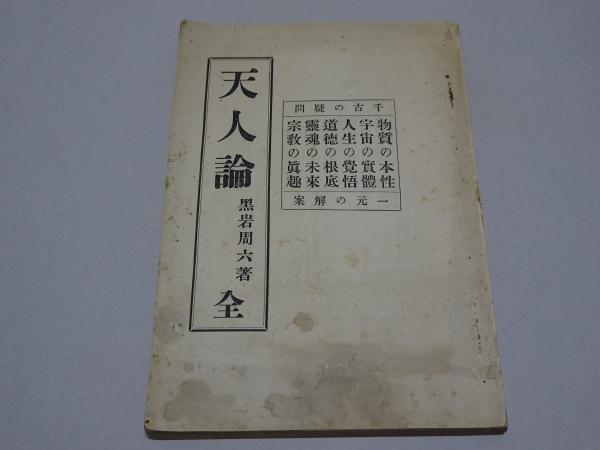 千古の疑問
物質の本性
宇宙の實體
人生の覺悟
道德の根底
靈魂の未來
宗敎の眞趣
一元の解案
天人論
黑岩周六著
全